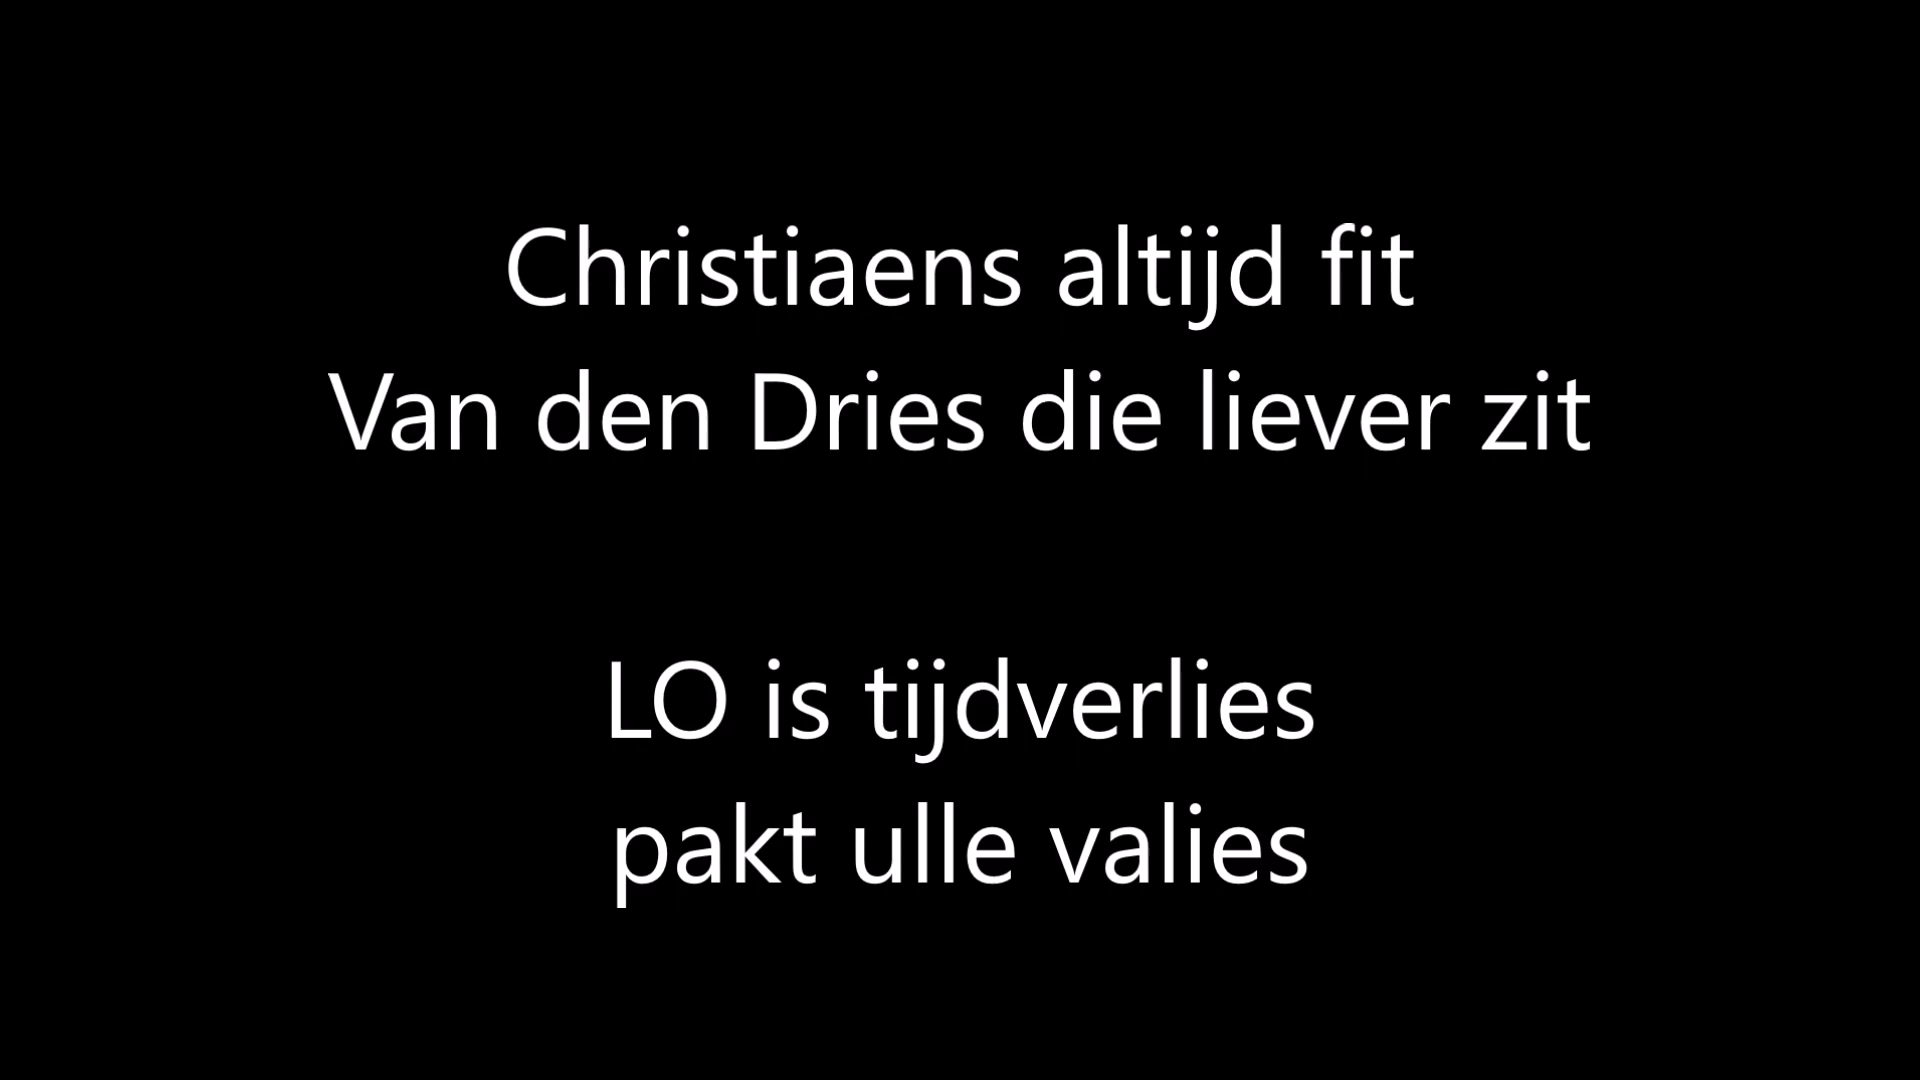 Christiaens altijd fit
Van den Dries die liever zit
LO is tijdverlies
pakt ulle valies